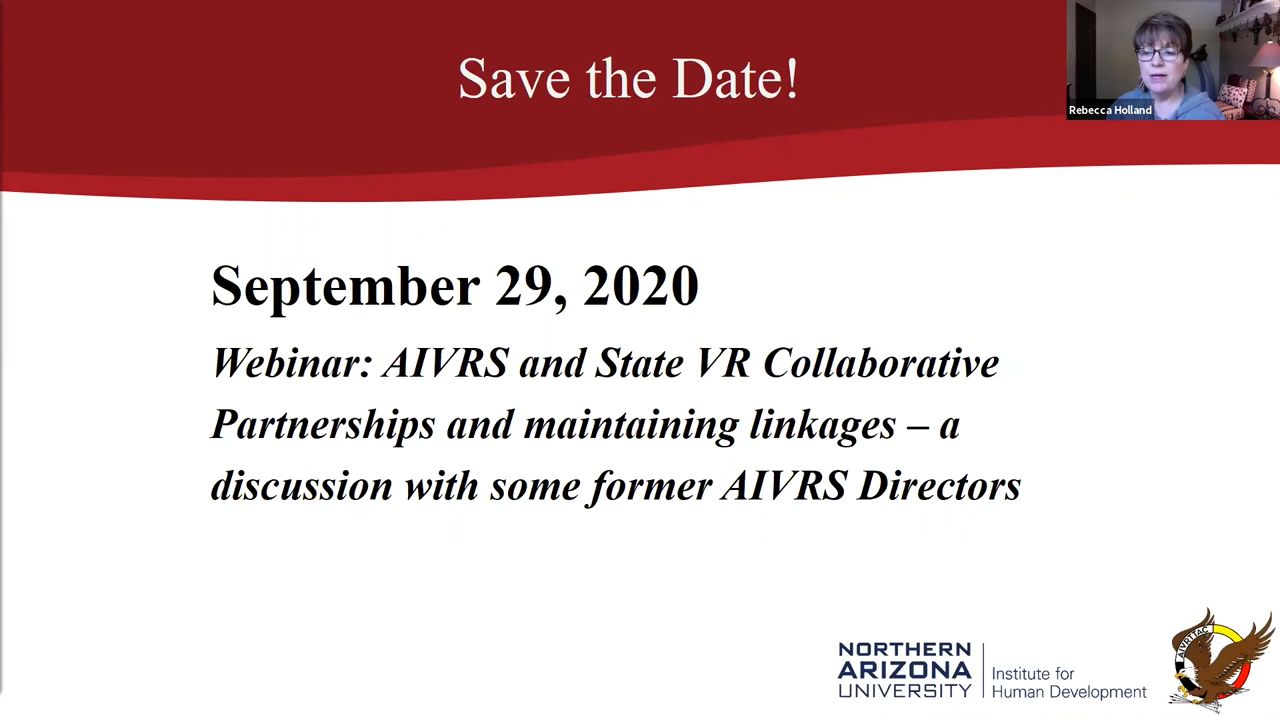 Save the Date!
Rebecca Holland
September 29, 2020
Webinar: AIVRS and State VR Collaborative
Partnerships and maintaining linkages – a
discussion with some former AIVRS Directors
NORTHERN
ARIZONA
UNIVERSITY
Institute for
Human Development
AIVRTTAC